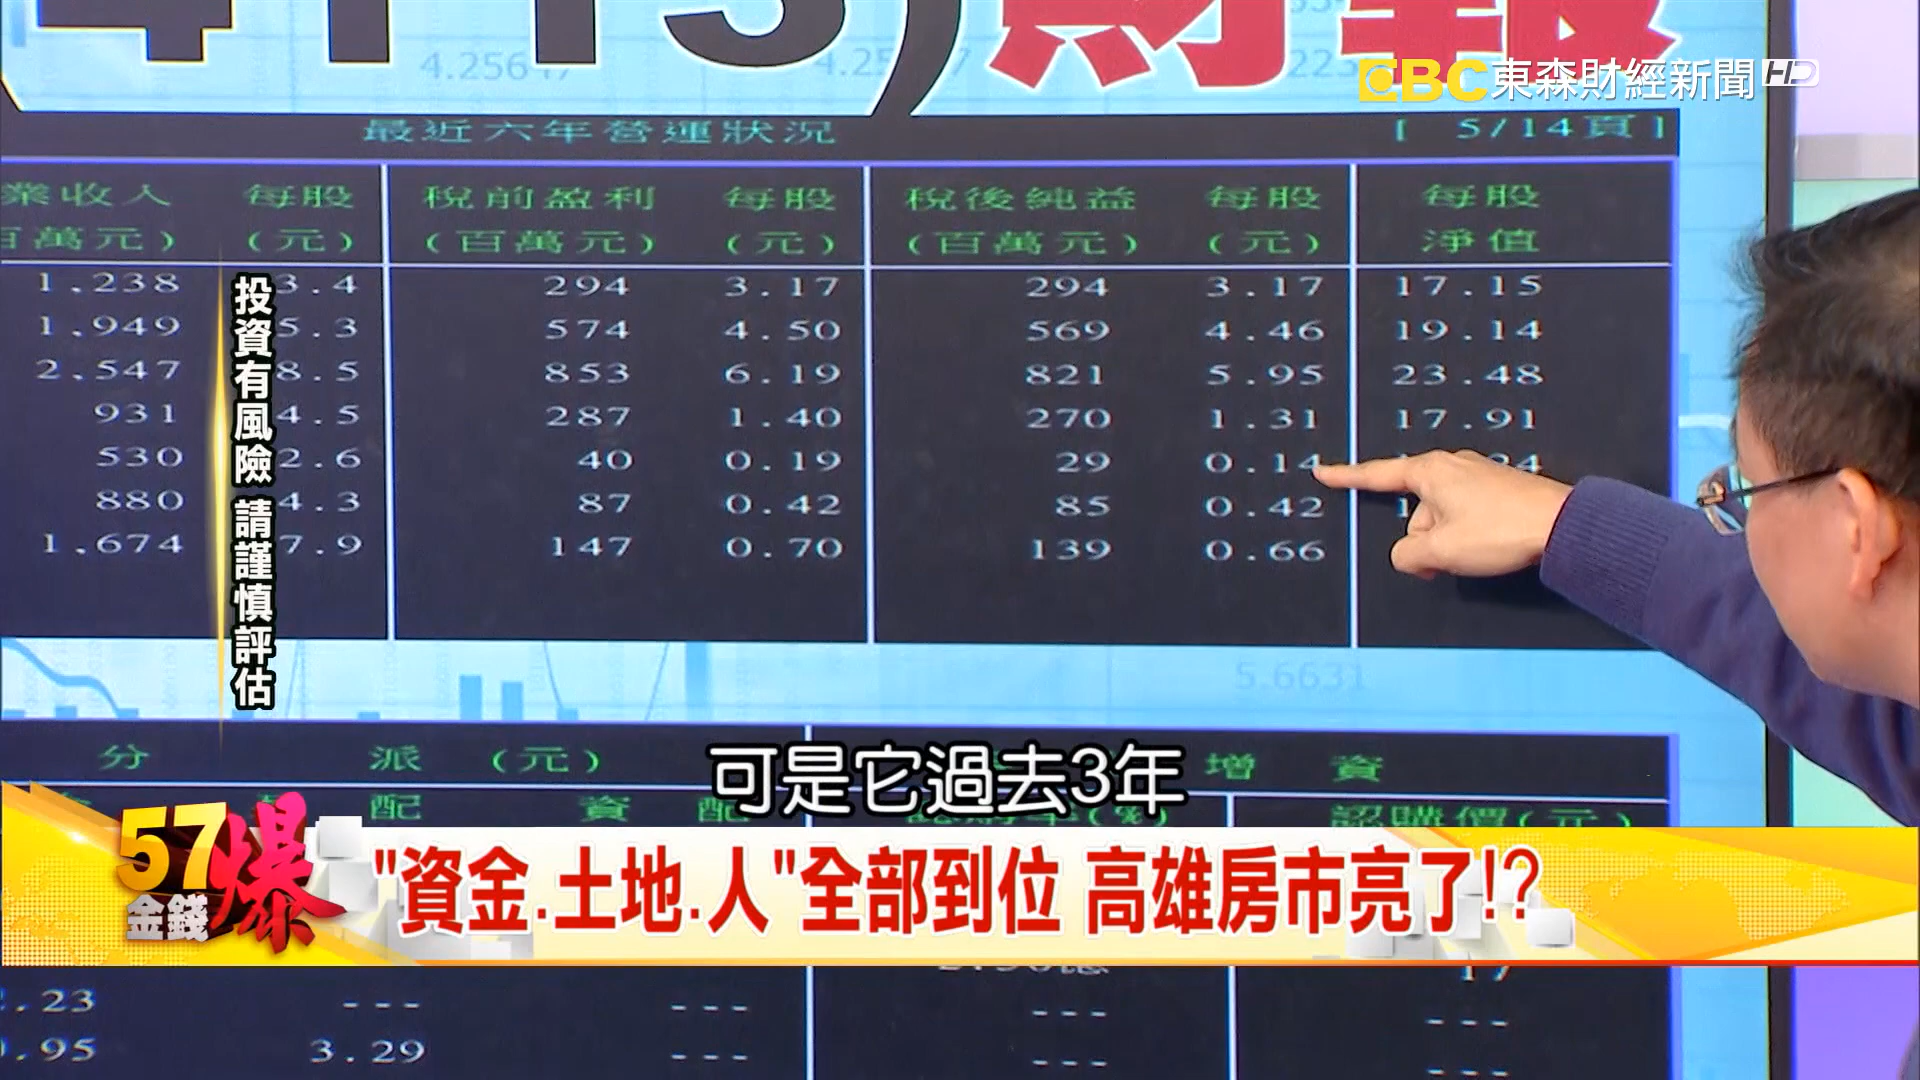 財報
EBC 東森財經新聞 HD
最近六年營運狀況 [ 5/14頁]
業收入 每股 稅前盈利 每股 稅後純益 每股 每股
百萬元) (元) (百萬元) (元) (百萬元) (元) 淨值
1,238 3.4 294 3.17 294 3.17 17.15
1,949 5.3 574 4.50 569 4.46 19.14
2,547 8.5 853 6.19 821 5.95 23.48
931 4.5 287 1.40 270 1.31 17.91
530 2.6 40 0.19 29 0.14
880 4.3 87 0.42 85 0.42
1,674 7.9 147 0.70 139 0.66
投資有風險 請謹慎評估
5.6631
分 派 (元) 增 資
配 資 配 (%) 認購價(元)
可是它過去3年
57金錢爆
"資金.土地.人"全部到位 高雄房市亮了!?
17
.23 --- --- --- ---
.95 3.29 --- --- ---